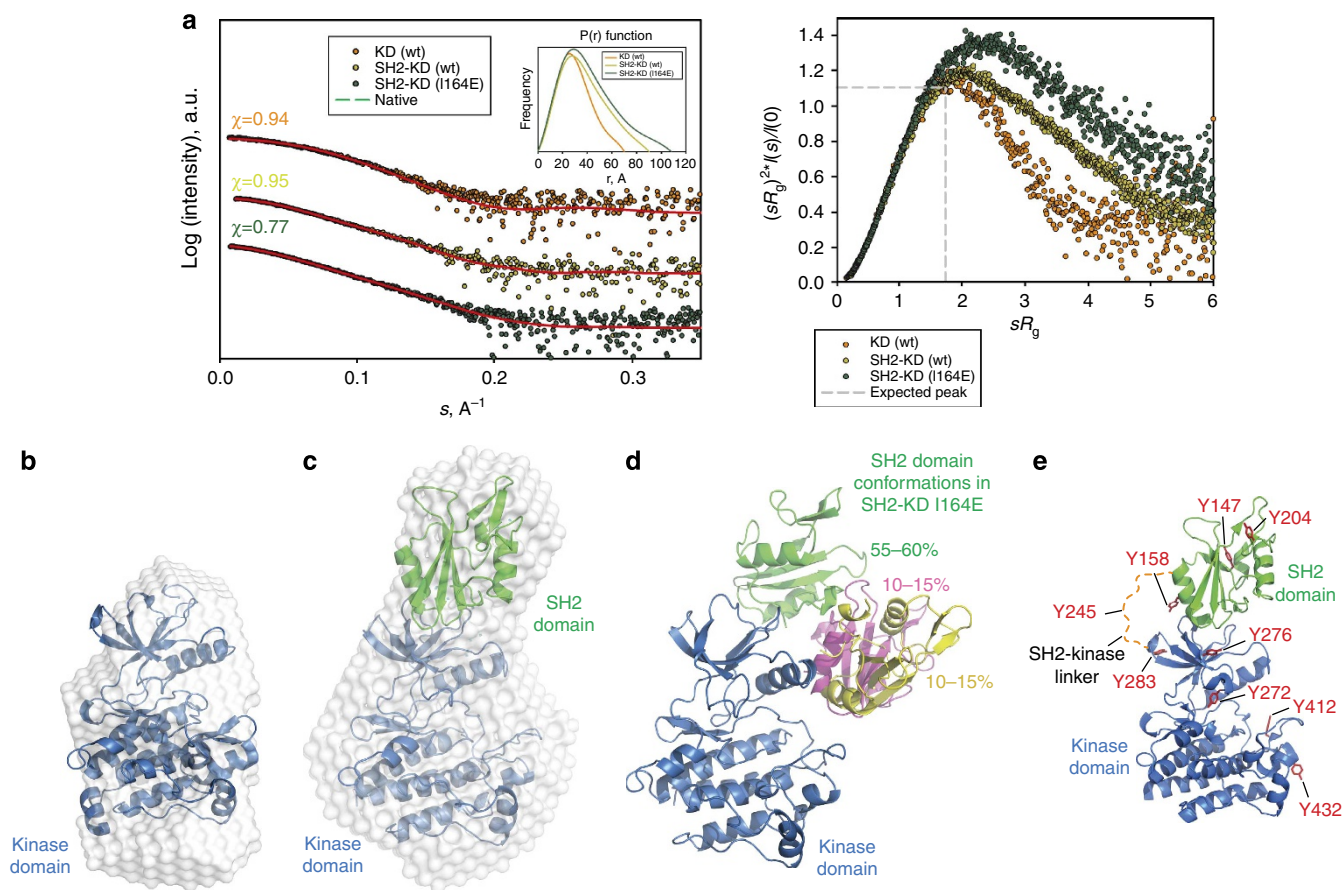 a
KD (wt)
SH2-KD (wt)
SH2-KD (I164E)
Native
P(r) function
KD (wt)
SH2-KD (wt)
SH2-KD (I164E)
Frequency
0 20 40 60 80 100 120
r, A
χ=0.94
χ=0.95
χ=0.77
Log (intensity), a.u.
0.0 0.1 0.2 0.3
s, A⁻¹
1.4
1.2
1.0
0.8
0.6
0.4
0.2
0.0
(sRg)²*I(s)/I(0)
0 1 2 3 4 5 6
sRg
KD (wt)
SH2-KD (wt)
SH2-KD (I164E)
Expected peak
b
Kinase
domain
c
SH2
domain
Kinase
domain
d
SH2 domain
conformations in
SH2-KD I164E
55–60%
10–15%
10–15%
Kinase
domain
e
Y147
Y204
Y158
SH2
domain
Y245
SH2-kinase
linker
Y276
Y283
Y272
Y412
Kinase
domain
Y432